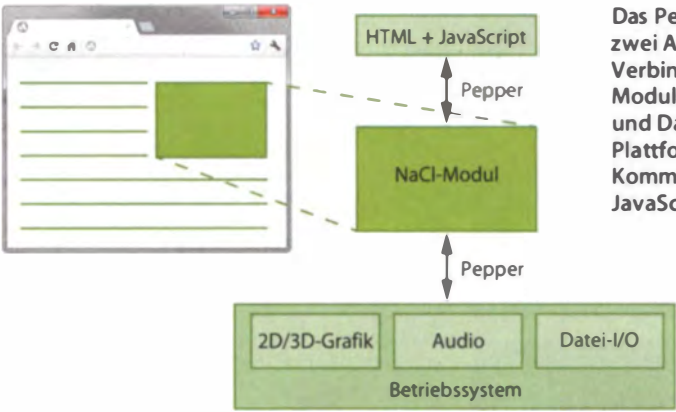 Das Pe
zwei A
Verbin
Modul
und Da
Plattfo
Komm
JavaSc
HTML + JavaScript
Pepper
NaCl-Modul
Pepper
2D/3D-Grafik
Audio
Datei-I/O
Betriebssystem